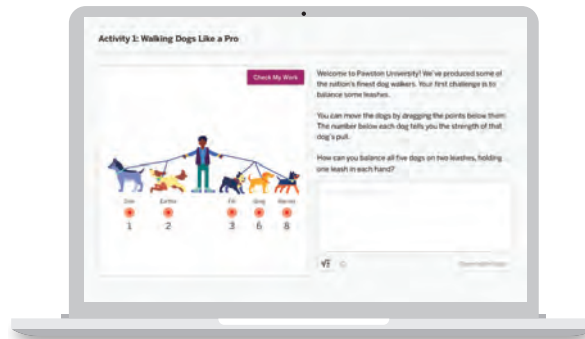 Activity 1: Walking Dogs Like a Pro
Check My Work
Welcome to Pawston University! We've produced some of
the nation's finest dog walkers. Your first challenge is to
balance some leashes.
You can move the dogs by dragging the points below them.
The number below each dog tells you the strength of that
dog's pull.
How can you balance all five dogs on two leashes, holding
one leash in each hand?
1 2 3 6 8
√